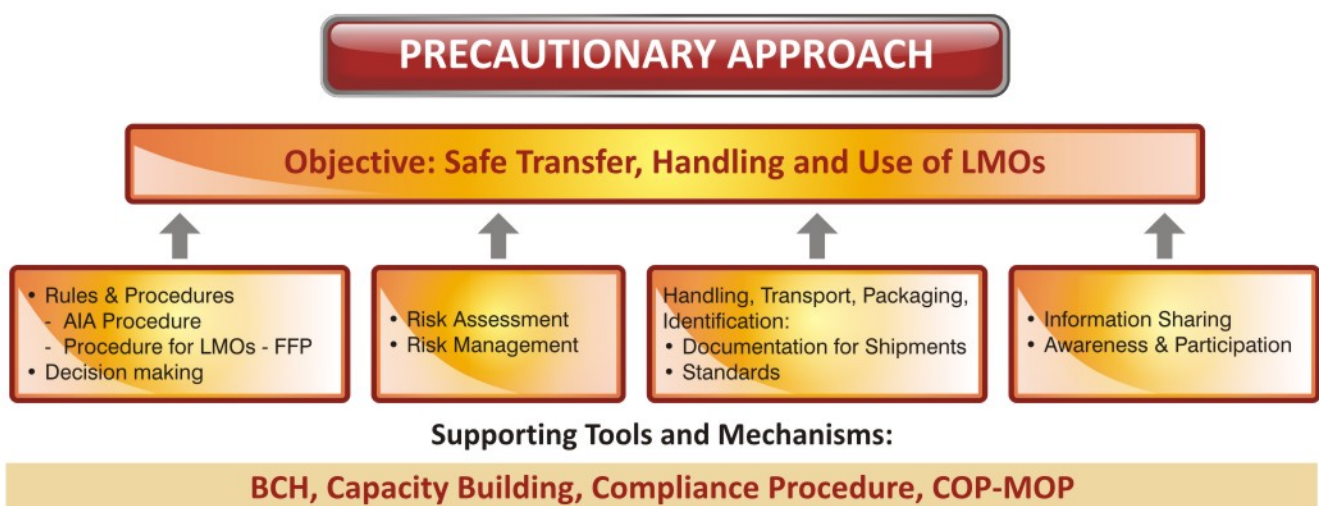 PRECAUTIONARY APPROACH
Objective: Safe Transfer, Handling and Use of LMOs
• Rules & Procedures
- AIA Procedure
- Procedure for LMOs - FFP
• Decision making
• Risk Assessment
• Risk Management
Handling, Transport, Packaging,
Identification:
• Documentation for Shipments
• Standards
• Information Sharing
• Awareness & Participation
Supporting Tools and Mechanisms:
BCH, Capacity Building, Compliance Procedure, COP-MOP